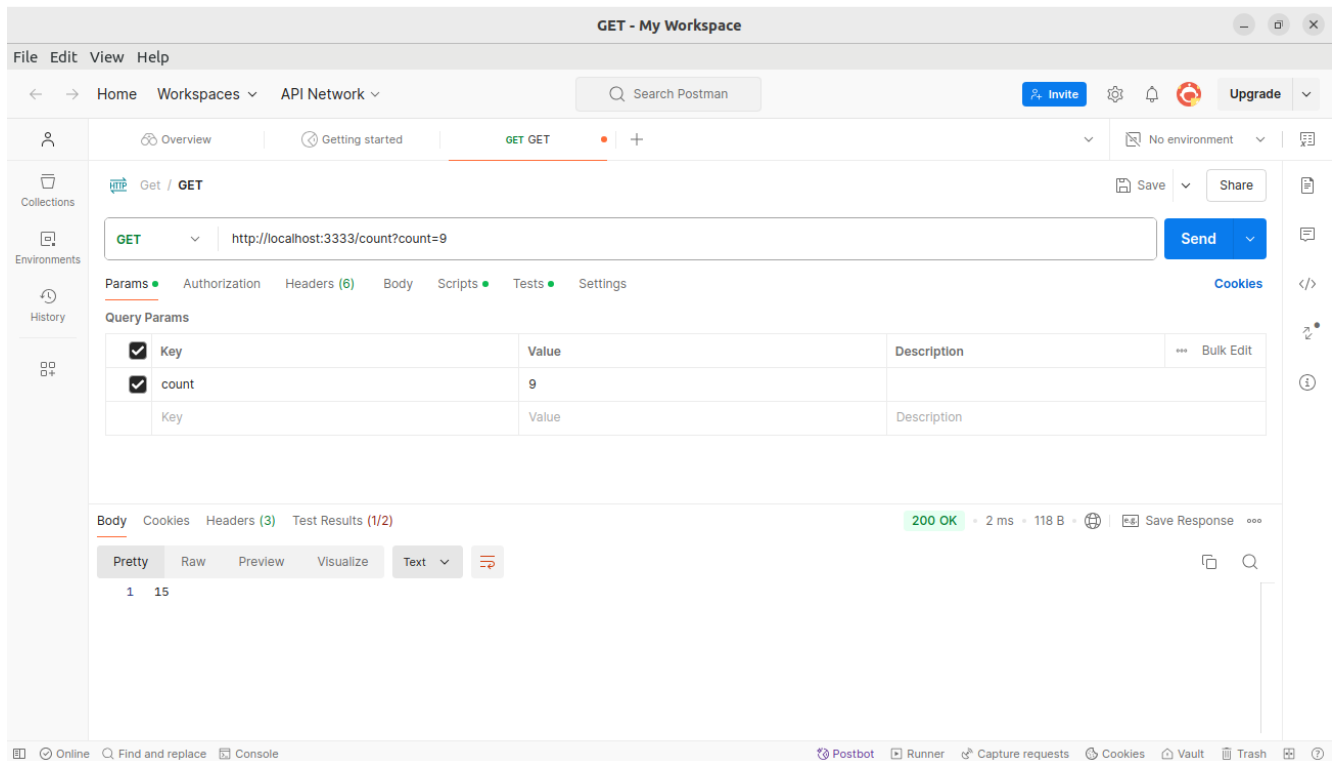 GET - My Workspace
File Edit View Help
Home Workspaces API Network Search Postman Invite Upgrade
Overview Getting started GET GET No environment
HTTP Get / GET Save Share
Collections
GET http://localhost:3333/count?count=9 Send
Environments
Params Authorization Headers (6) Body Scripts Tests Settings Cookies
History
Query Params
Key Value Description Bulk Edit
count 9
Key Value Description
Body Cookies Headers (3) Test Results (1/2) 200 OK 2 ms 118 B e.g. Save Response
Pretty Raw Preview Visualize Text
1 15
Online Find and replace Console Postbot Runner Capture requests Cookies Vault Trash